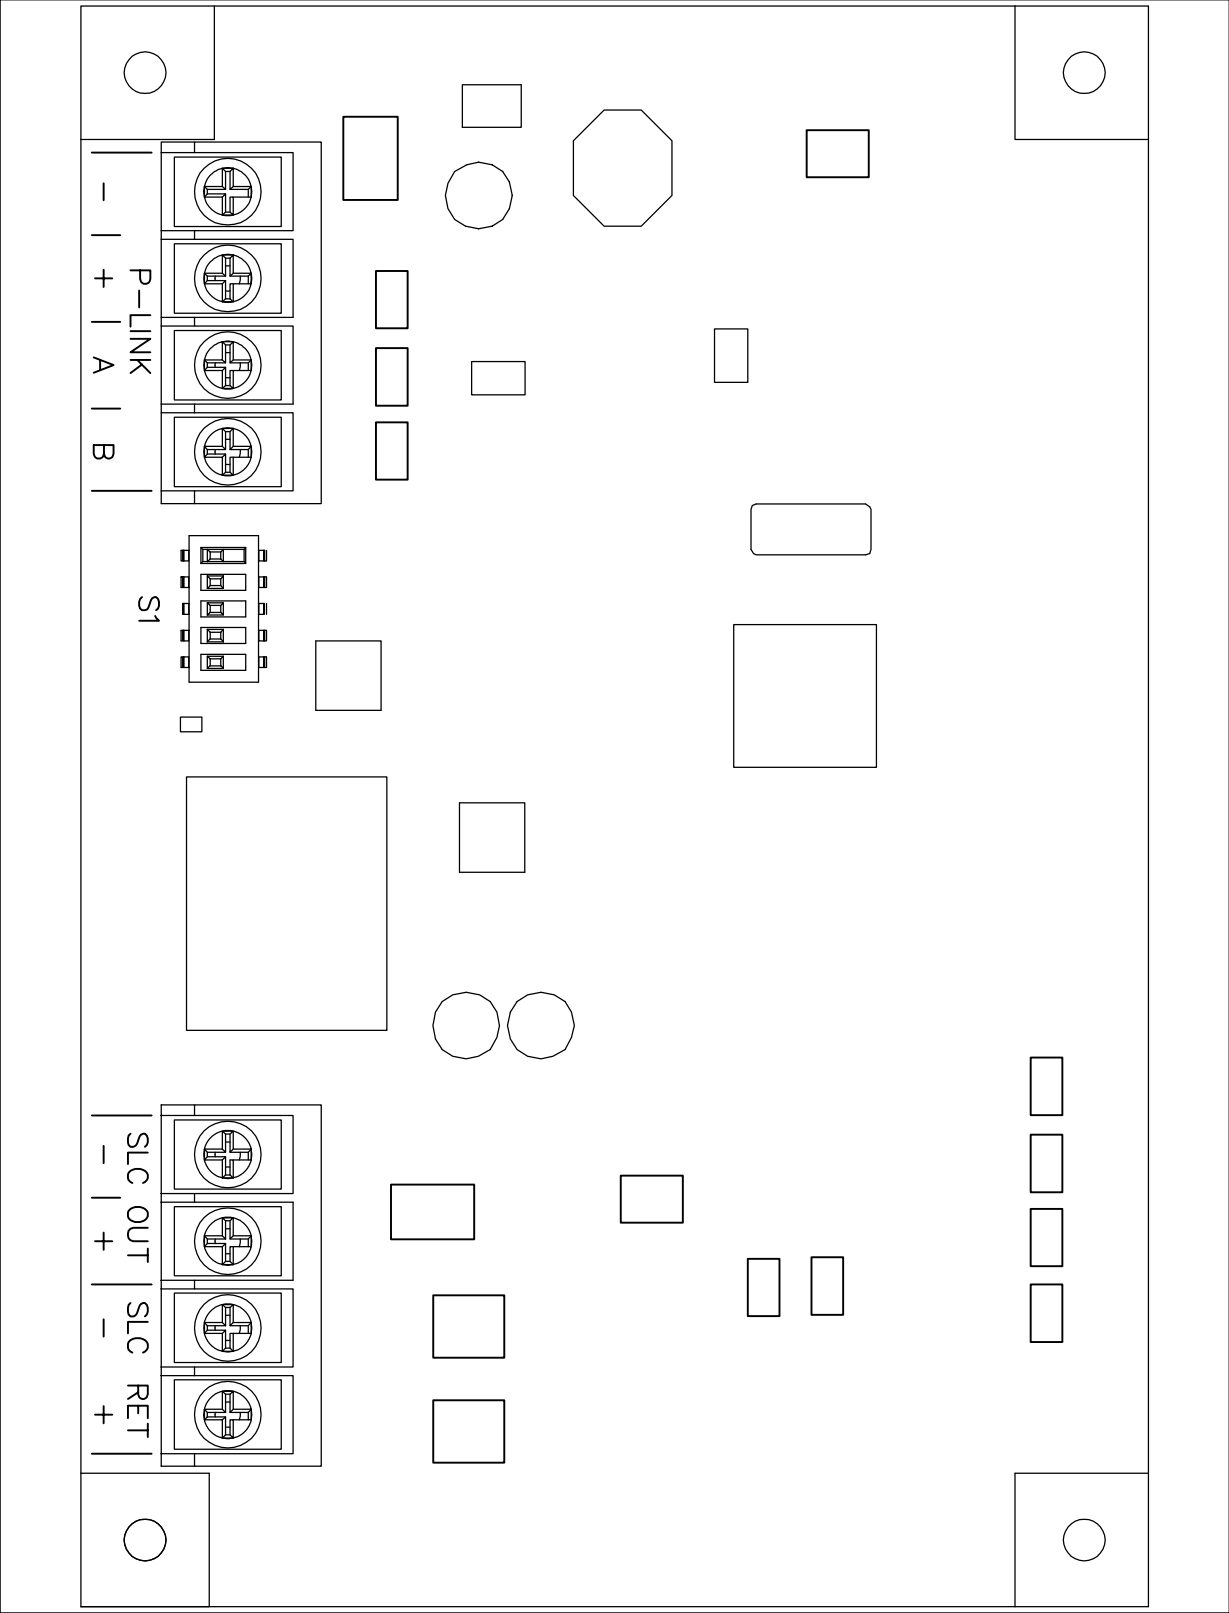 P-LINK
- | + | A | B
S1
SLC OUT SLC RET
- | + | - +